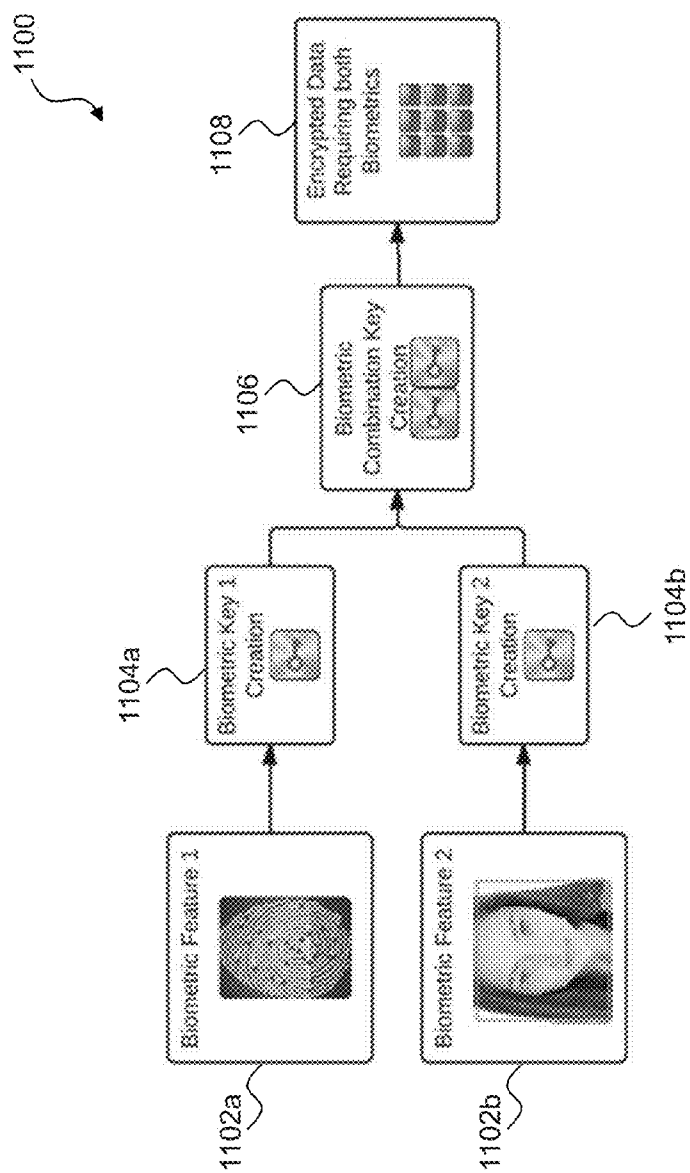 1100
Biometric Feature 1
1102a
Biometric Key 1
Creation
1104a
Biometric Feature 2
1102b
Biometric Key 2
Creation
1104b
Biometric
Combination Key
Creation
1106
Encrypted Data
Requiring both
Biometrics
1108